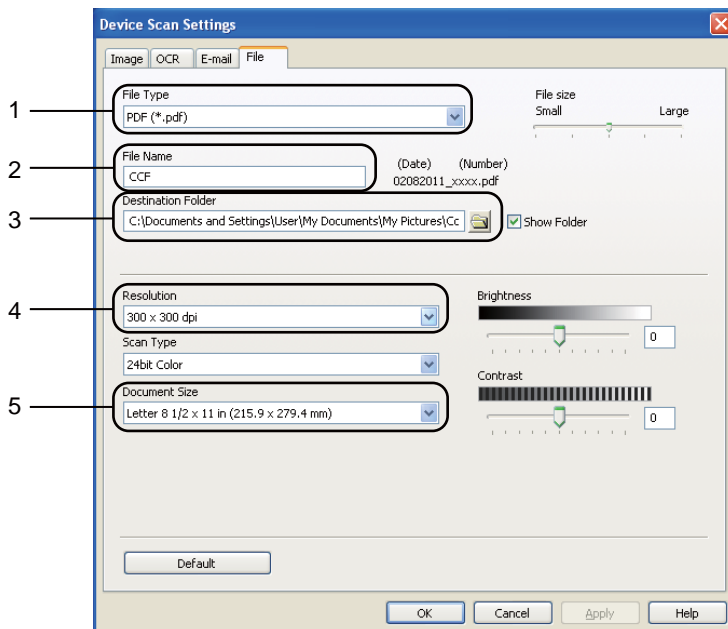 Device Scan Settings
Image OCR E-mail File
1 File Type File size
PDF (*.pdf) Small Large
2 File Name (Date) (Number)
CCF 02082011_xxxx.pdf
3 Destination Folder
C:\Documents and Settings\User\My Documents\My Pictures\Cc Show Folder
4 Resolution Brightness
300 x 300 dpi 0
Scan Type
24bit Color Contrast
5 Document Size
Letter 8 1/2 x 11 in (215.9 x 279.4 mm) 0
Default
OK Cancel Apply Help